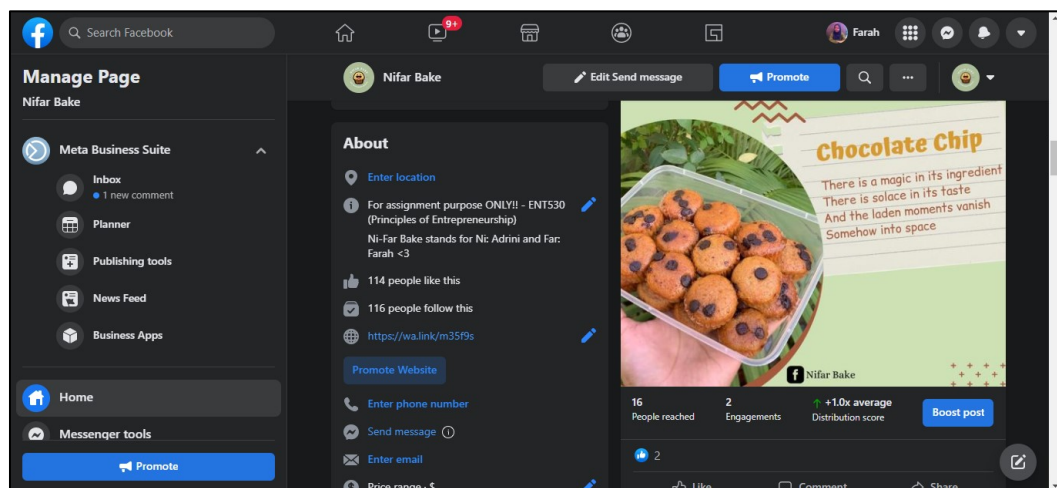 Search Facebook
9+
Farah
Manage Page
Nifar Bake
Meta Business Suite
Inbox
1 new comment
Planner
Publishing tools
News Feed
Business Apps
Home
Messenger tools
Promote
Nifar Bake
Edit Send message
Promote
About
Enter location
For assignment purpose ONLY!! - ENT530
(Principles of Entrepreneurship)
Ni-Far Bake stands for Ni: Adrini and Far:
Farah <3
114 people like this
116 people follow this
https://wa.link/m35f9s
Promote Website
Enter phone number
Send message
Enter email
Price range · $
Chocolate Chip
There is a magic in its ingredient
There is solace in its taste
And the laden moments vanish
Somehow into space
Nifar Bake
16
People reached
2
Engagements
+1.0x average
Distribution score
Boost post
2
Like
Comment
Share